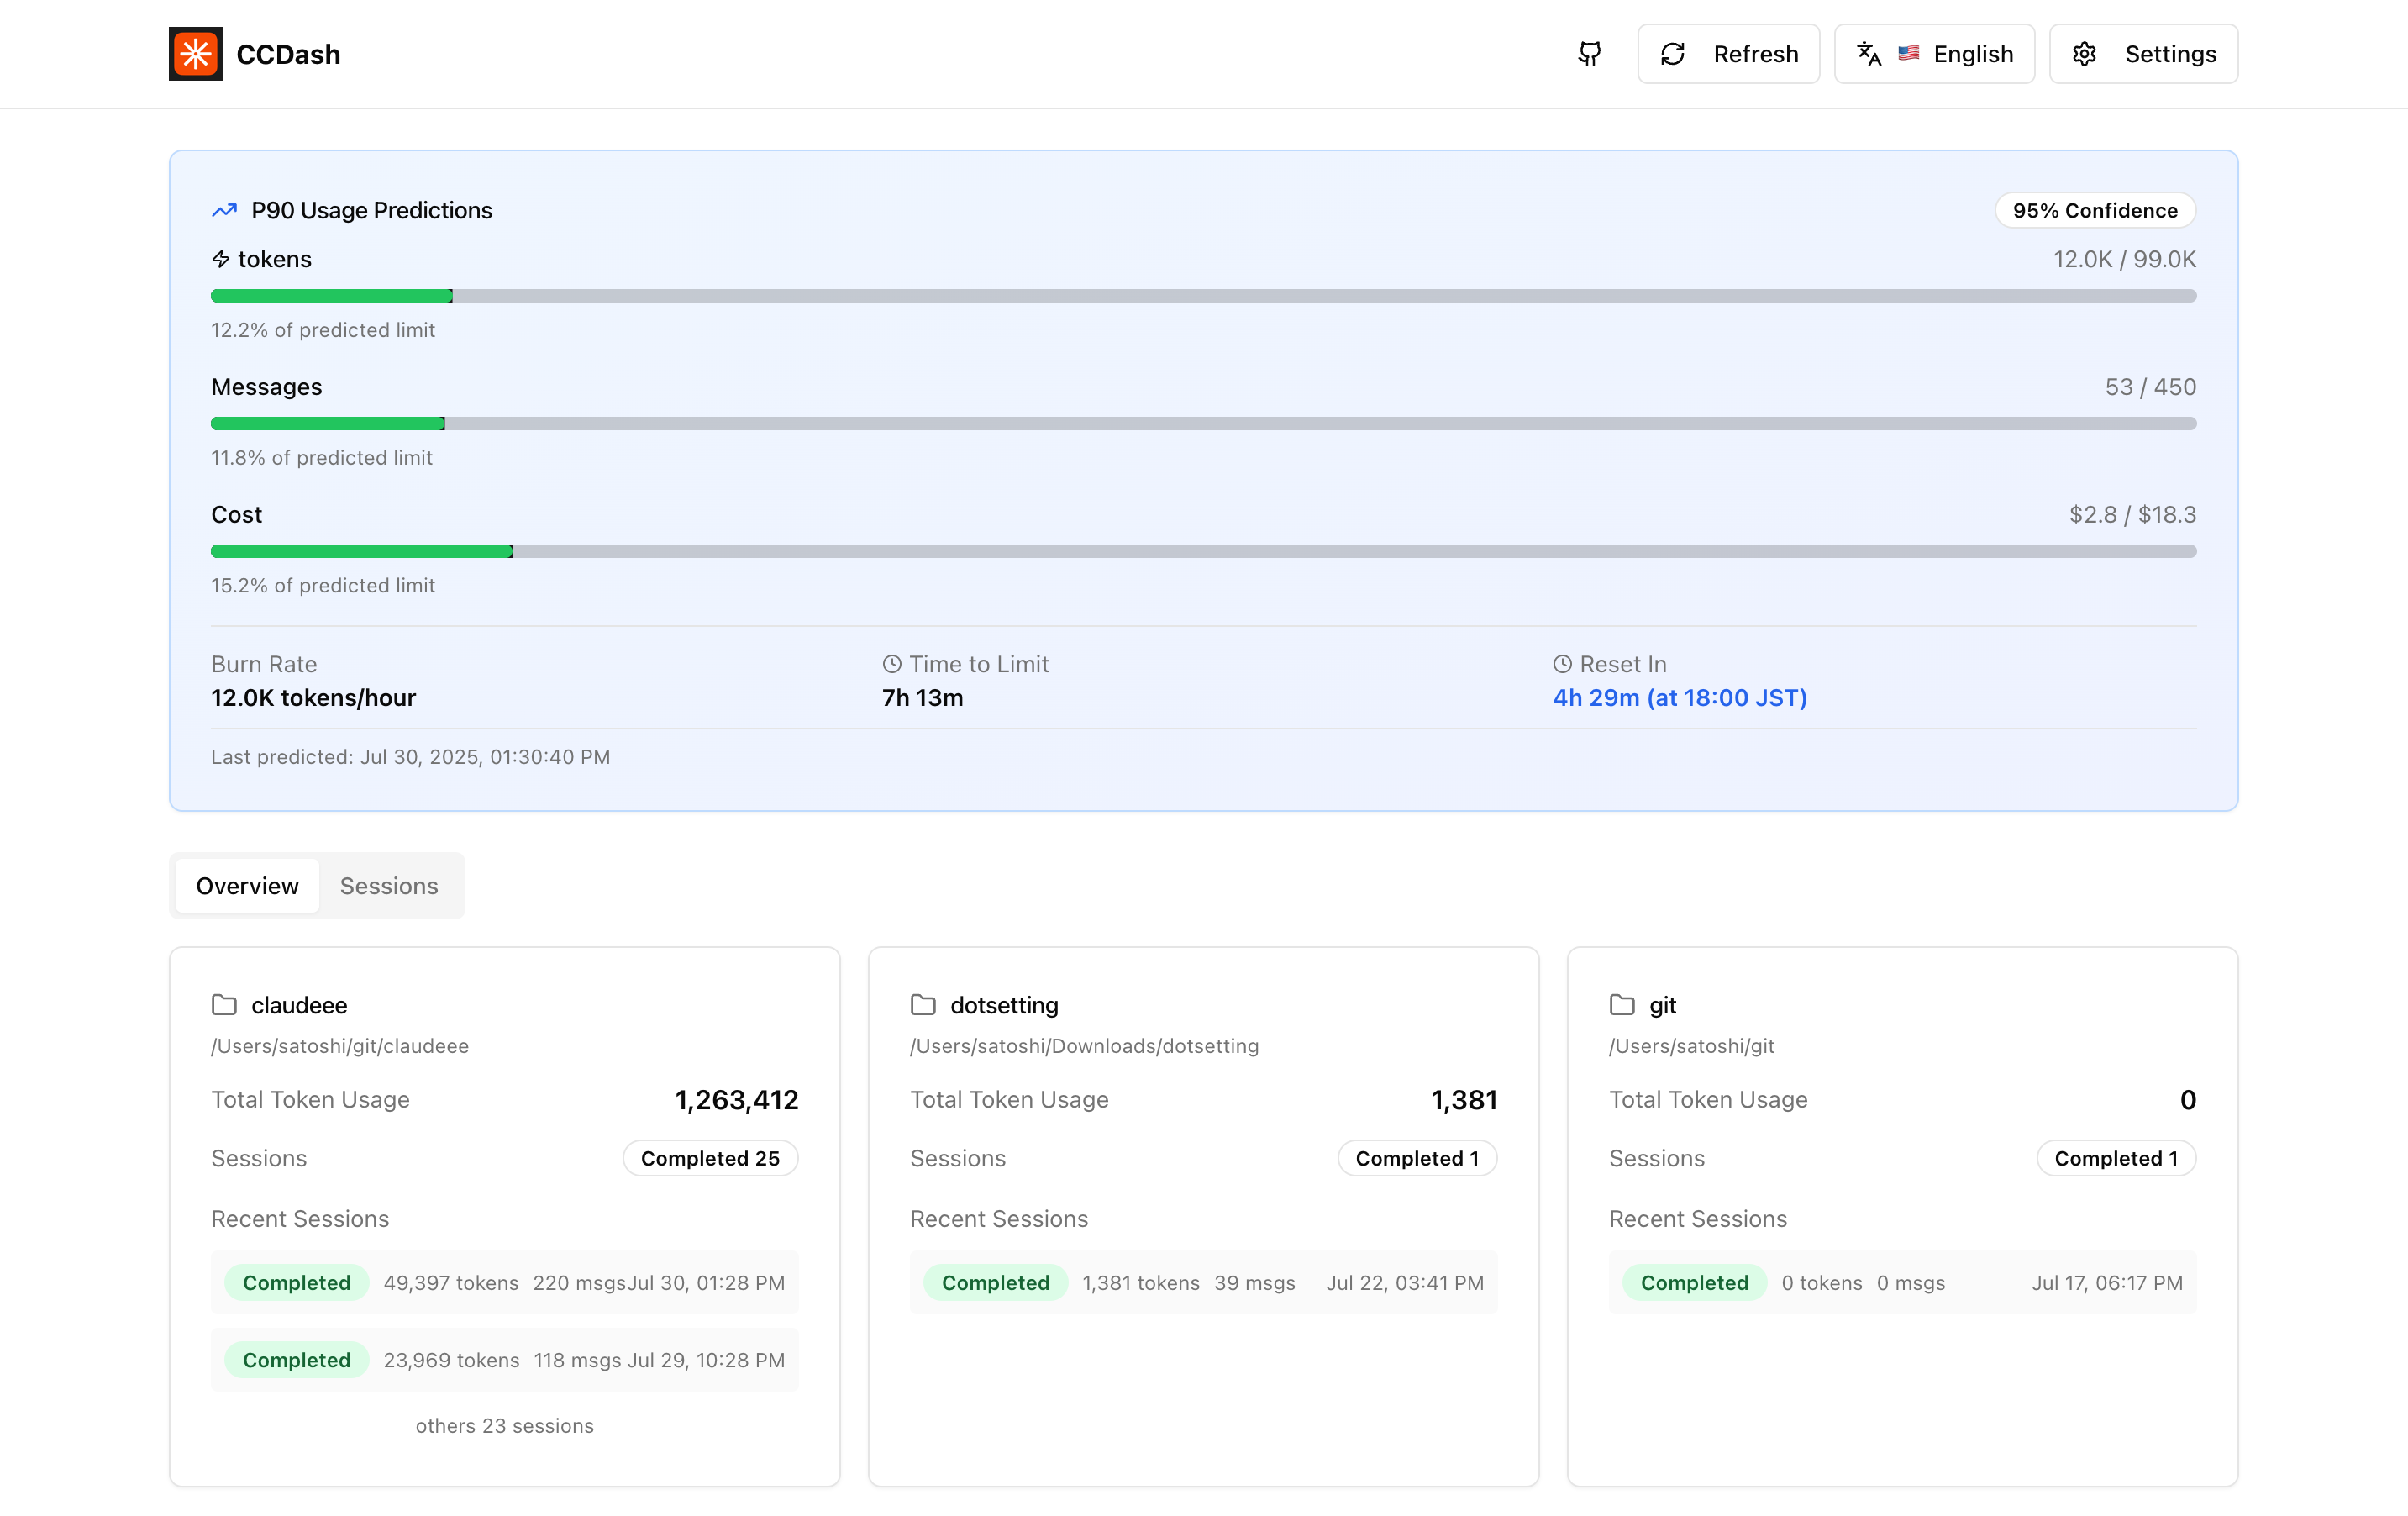 CCDash
Refresh
English
Settings
P90 Usage Predictions
95% Confidence
tokens
12.0K / 99.0K
12.2% of predicted limit
Messages
53 / 450
11.8% of predicted limit
Cost
$2.8 / $18.3
15.2% of predicted limit
Burn Rate
12.0K tokens/hour
Time to Limit
7h 13m
Reset In
4h 29m (at 18:00 JST)
Last predicted: Jul 30, 2025, 01:30:40 PM
Overview
Sessions
claudeee
/Users/satoshi/git/claudeee
Total Token Usage 1,263,412
Sessions Completed 25
Recent Sessions
Completed 49,397 tokens 220 msgsJul 30, 01:28 PM
Completed 23,969 tokens 118 msgs Jul 29, 10:28 PM
others 23 sessions
dotsetting
/Users/satoshi/Downloads/dotsetting
Total Token Usage 1,381
Sessions Completed 1
Recent Sessions
Completed 1,381 tokens 39 msgs Jul 22, 03:41 PM
git
/Users/satoshi/git
Total Token Usage 0
Sessions Completed 1
Recent Sessions
Completed 0 tokens 0 msgs Jul 17, 06:17 PM